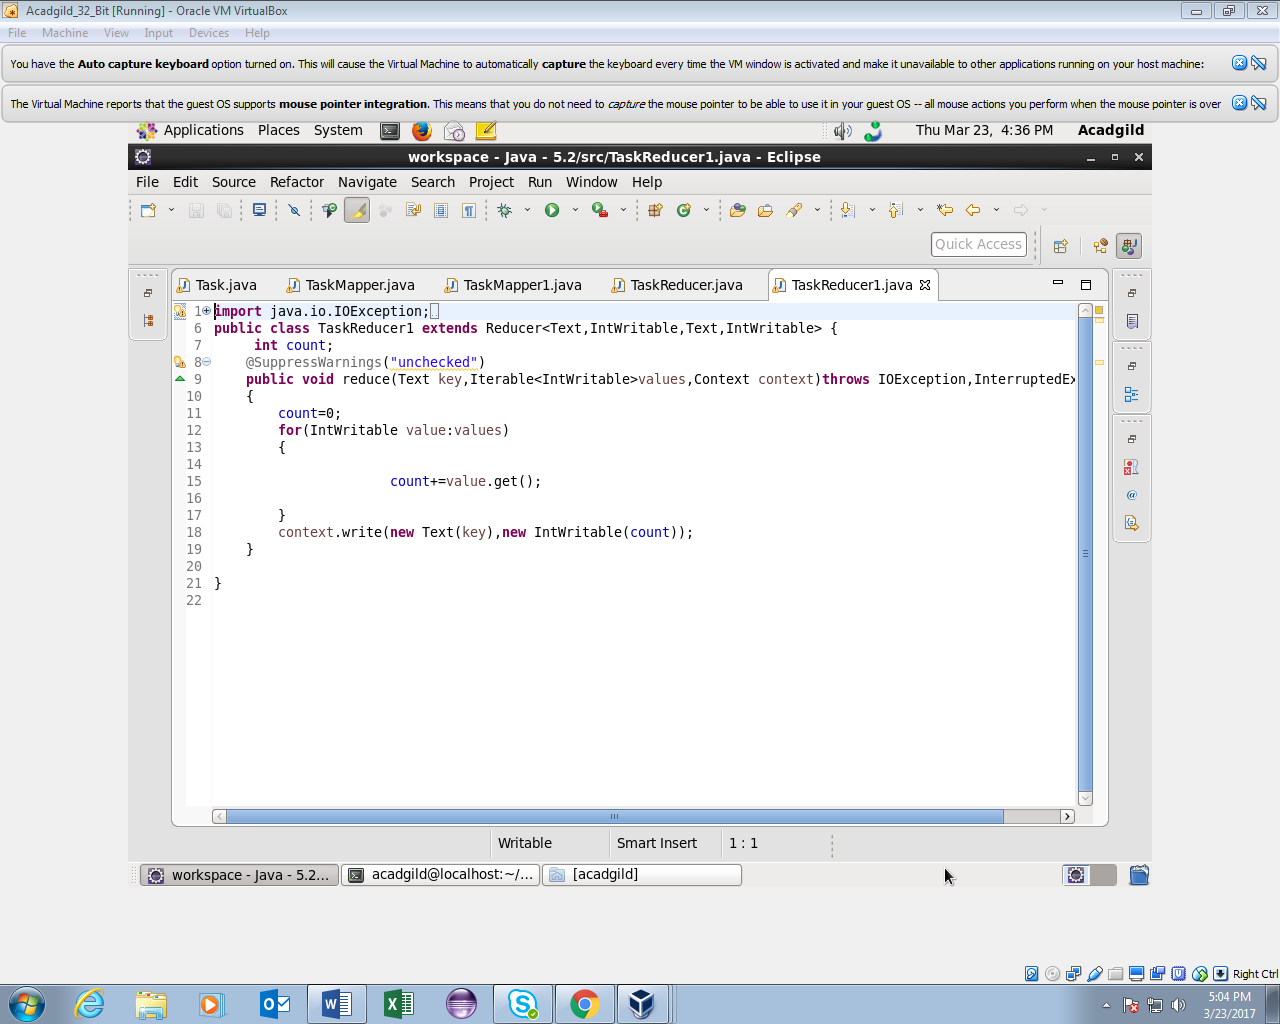 Acadgild_32_Bit [Running] - Oracle VM VirtualBox
File Machine View Input Devices Help
You have the Auto capture keyboard option turned on. This will cause the Virtual Machine to automatically capture the keyboard every time the VM window is activated and make it unavailable to other applications running on your host machine:
The Virtual Machine reports that the guest OS supports mouse pointer integration. This means that you do not need to capture the mouse pointer to be able to use it in your guest OS -- all mouse actions you perform when the mouse pointer is over
Applications Places System Thu Mar 23, 4:36 PM Acadgild
workspace - Java - 5.2/src/TaskReducer1.java - Eclipse
File Edit Source Refactor Navigate Search Project Run Window Help
Quick Access
Task.java TaskMapper.java TaskMapper1.java TaskReducer.java TaskReducer1.java
1 import java.io.IOException;
6 public class TaskReducer1 extends Reducer<Text,IntWritable,Text,IntWritable> {
7 int count;
8 @SuppressWarnings("unchecked")
9 public void reduce(Text key,Iterable<IntWritable>values,Context context)throws IOException,InterruptedEx
10 {
11 count=0;
12 for(IntWritable value:values)
13 {
14
15 count+=value.get();
16
17 }
18 context.write(new Text(key),new IntWritable(count));
19 }
20
21 }
22
Writable Smart Insert 1 : 1
workspace - Java - 5.2... acadgild@localhost:~/... [acadgild]
Right Ctrl
5:04 PM
3/23/2017